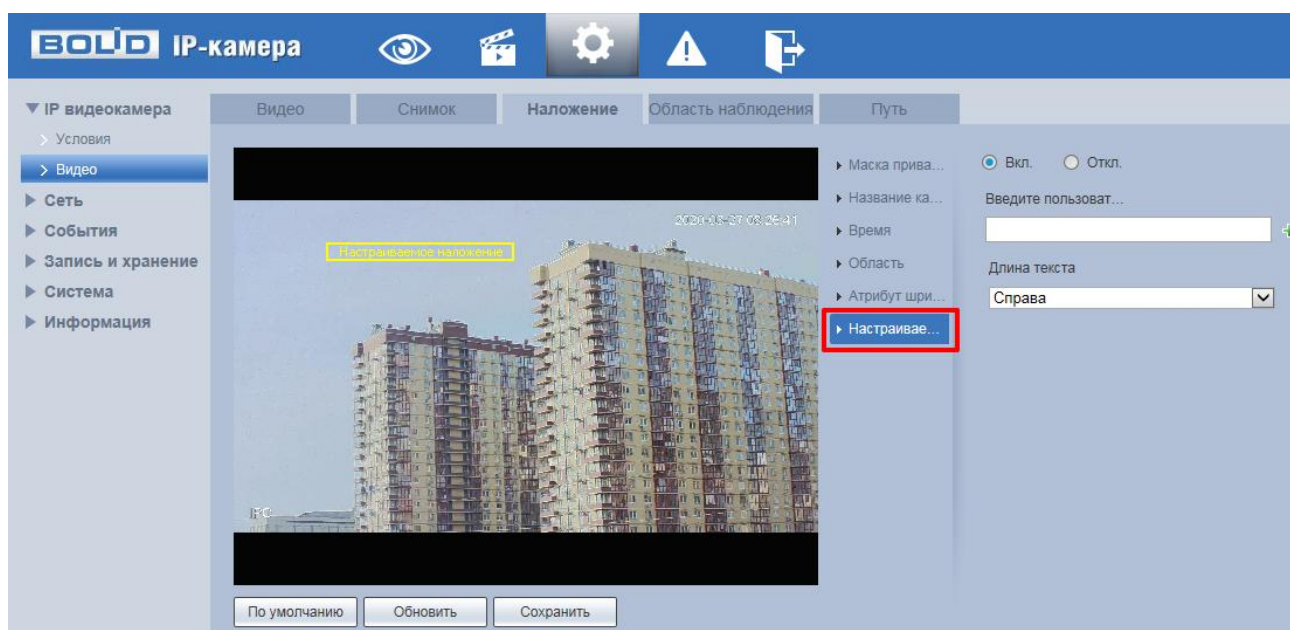 BOLID IP-камера
IP видеокамера
Условия
Видео
Сеть
События
Запись и хранение
Система
Информация
Видео
Снимок
Наложение
Область наблюдения
Путь
Настраиваемое наложение
IPC
Маска прива...
Название ка...
Время
Область
Атрибут шри...
Настраивае...
Вкл.
Откл.
Введите пользоват...
Длина текста
Справа
По умолчанию
Обновить
Сохранить